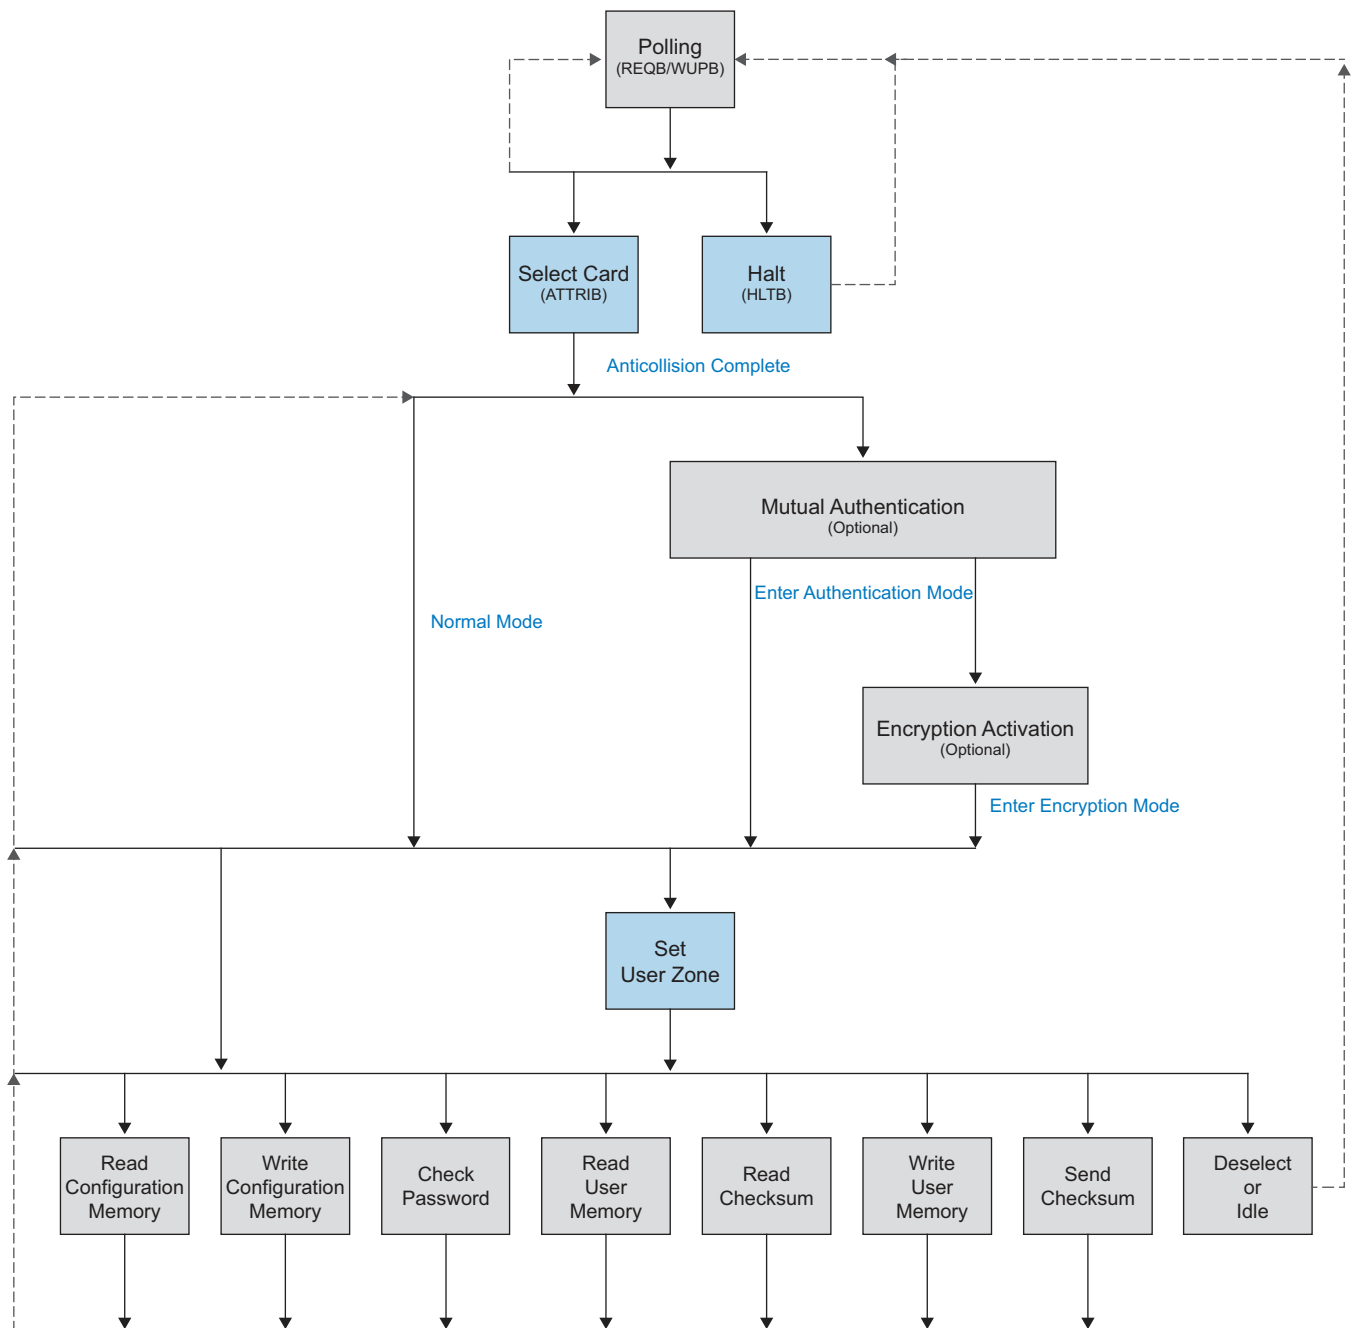 Polling
(REQB/WUPB)
Select Card
(ATTRIB)
Halt
(HLTB)
Anticollision Complete
Mutual Authentication
(Optional)
Enter Authentication Mode
Normal Mode
Encryption Activation
(Optional)
Enter Encryption Mode
Set
User Zone
Read
Configuration
Memory
Write
Configuration
Memory
Check
Password
Read
User
Memory
Read
Checksum
Write
User
Memory
Send
Checksum
Deselect
or
Idle